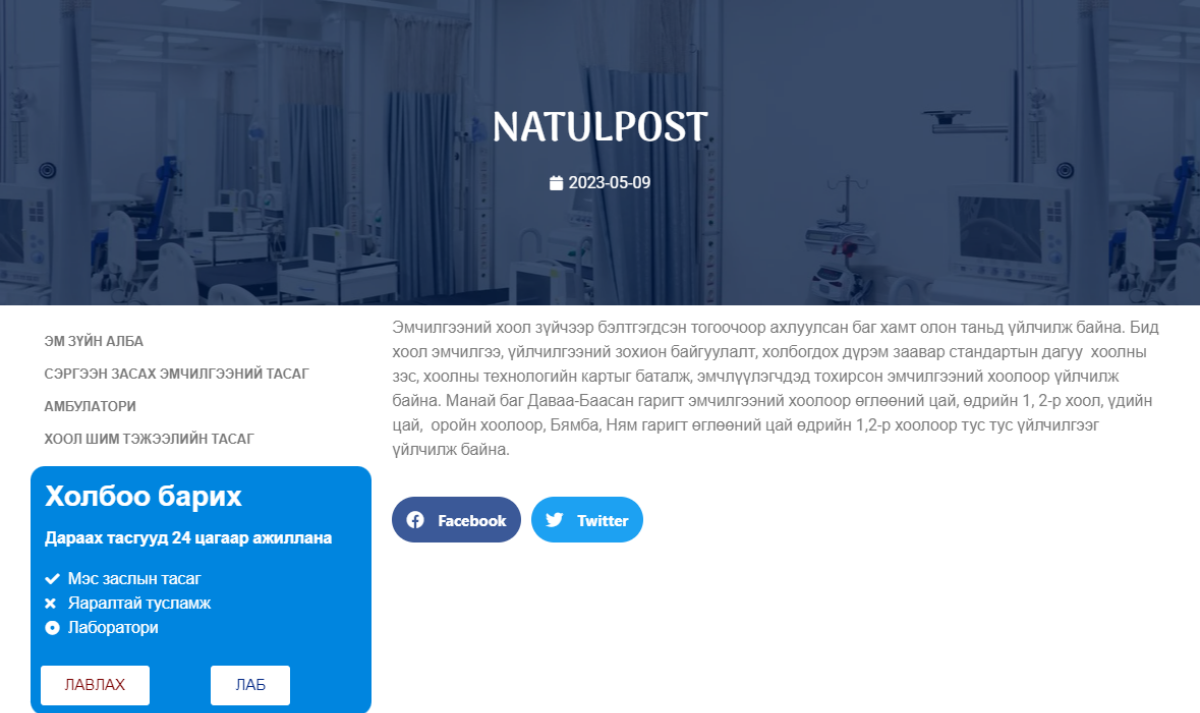 NATULPOST
2023-05-09
ЭМ ЗҮЙН АЛБА
СЭРГЭЭН ЗАСАХ ЭМЧИЛГЭЭНИЙ ТАСАГ
АМБУЛАТОРИ
ХООЛ ШИМ ТЭЖЭЭЛИЙН ТАСАГ
Холбоо барих
Дараах тасгууд 24 цагаар ажиллана
Мэс заслын тасаг
Яаралтай тусламж
Лаборатори
ЛАВЛАХ
ЛАБ
Эмчилгээний хоол зүйчээр бэлтгэгдсэн тогоочоор ахлуулсан баг хамт олон таньд үйлчилж байна. Бид
хоол эмчилгээ, үйлчилгээний зохион байгуулалт, холбогдох дүрэм заавар стандартын дагуу хоолны
зэс, хоолны технологийн картыг баталж, эмчлүүлэгчдэд тохирсон эмчилгээний хоолоор үйлчилж
байна. Манай баг Даваа-Баасан гаригт эмчилгээний хоолоор өглөөний цай, өдрийн 1, 2-р хоол, үдийн
цай, оройн хоолоор, Бямба, Ням гаригт өглөөний цай өдрийн 1,2-р хоолоор тус тус үйлчилгээг
үйлчилж байна.
Facebook
Twitter